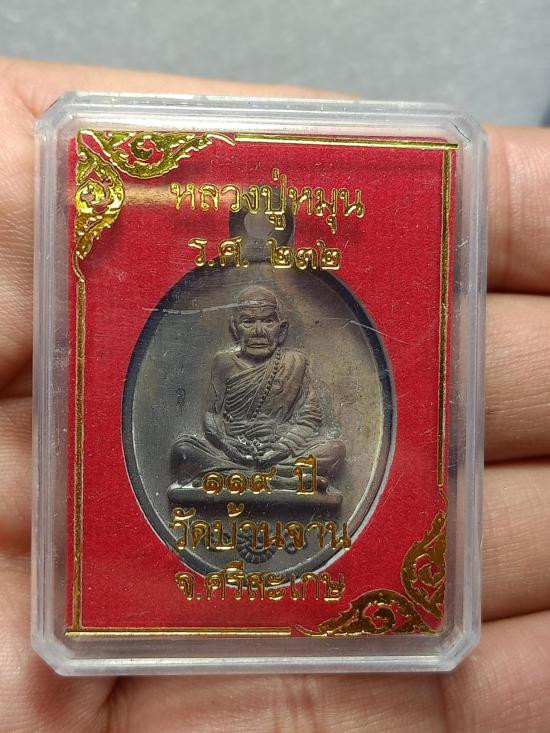 หลวงปู่หมุน
ร.ศ. ๒๓๒
๑๑๙ ปี
วัดบ้านจาน
จ.ศรีสะเกษ